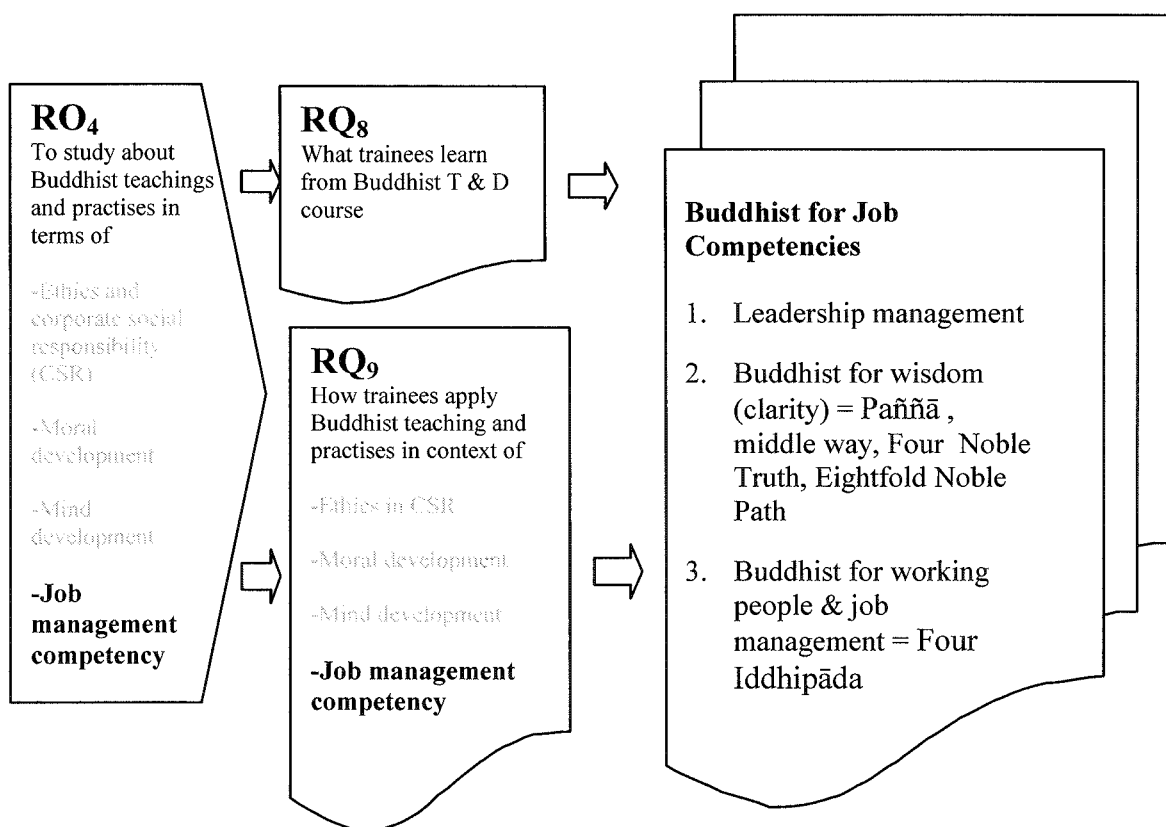 RO₄
To study about
Buddhist teachings
and practises in
terms of
-Ethics and
corporate social
responsibility
(CSR)
-Moral
development
-Mind
development
-Job
management
competency
RQ₈
What trainees learn
from Buddhist T & D
course
RQ₉
How trainees apply
Buddhist teaching and
practises in context of
-Ethics in CSR
-Moral development
-Mind development
-Job management
competency
Buddhist for Job
Competencies
1. Leadership management
2. Buddhist for wisdom
(clarity) = Paññā ,
middle way, Four Noble
Truth, Eightfold Noble
Path
3. Buddhist for working
people & job
management = Four
Iddhipāda